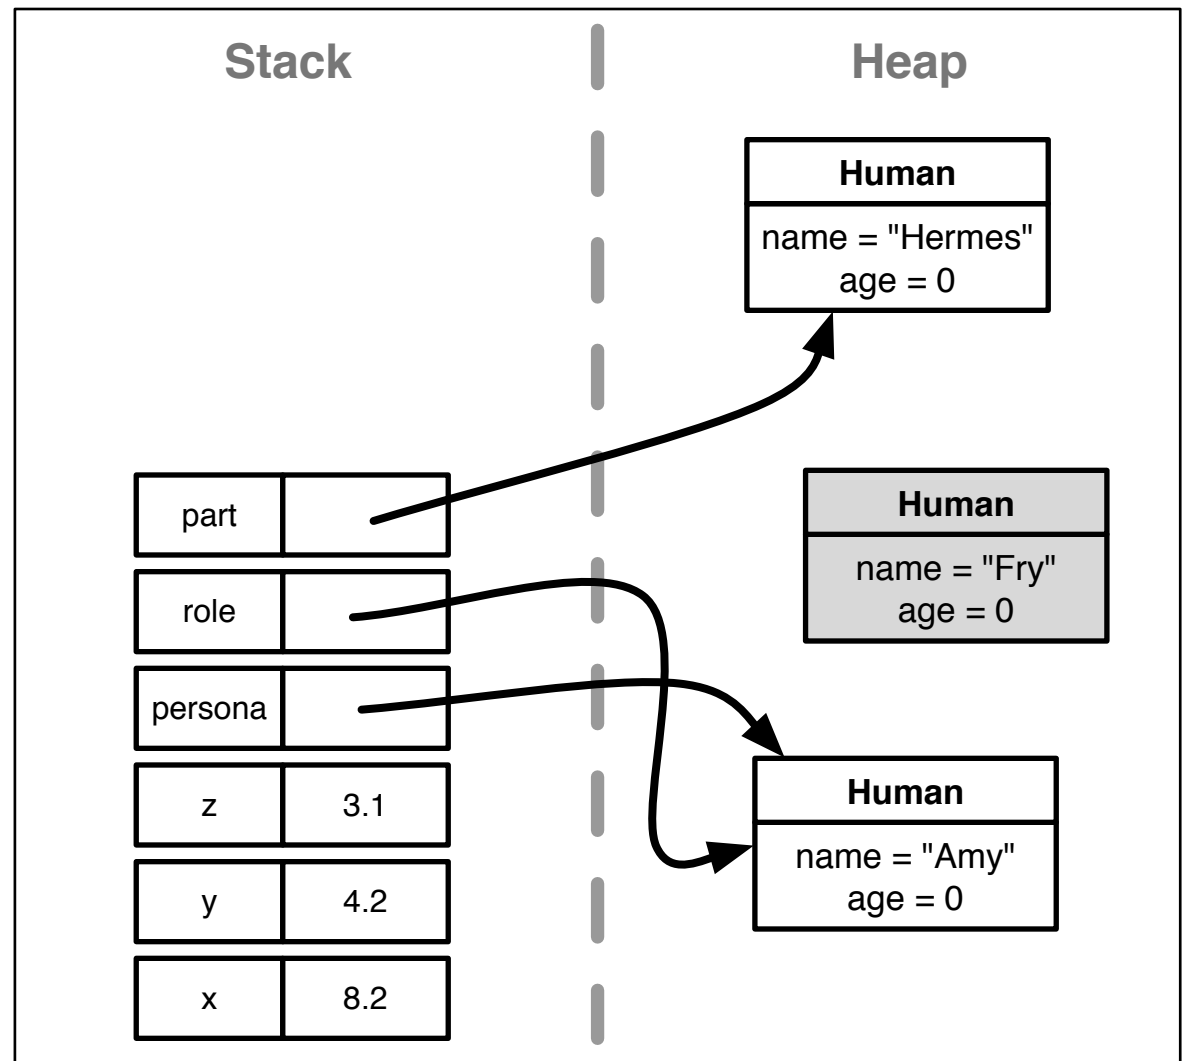 Stack
Heap
Human
name = "Hermes"
age = 0
part
Human
name = "Fry"
age = 0
role
persona
z 3.1
Human
name = "Amy"
age = 0
y 4.2
x 8.2